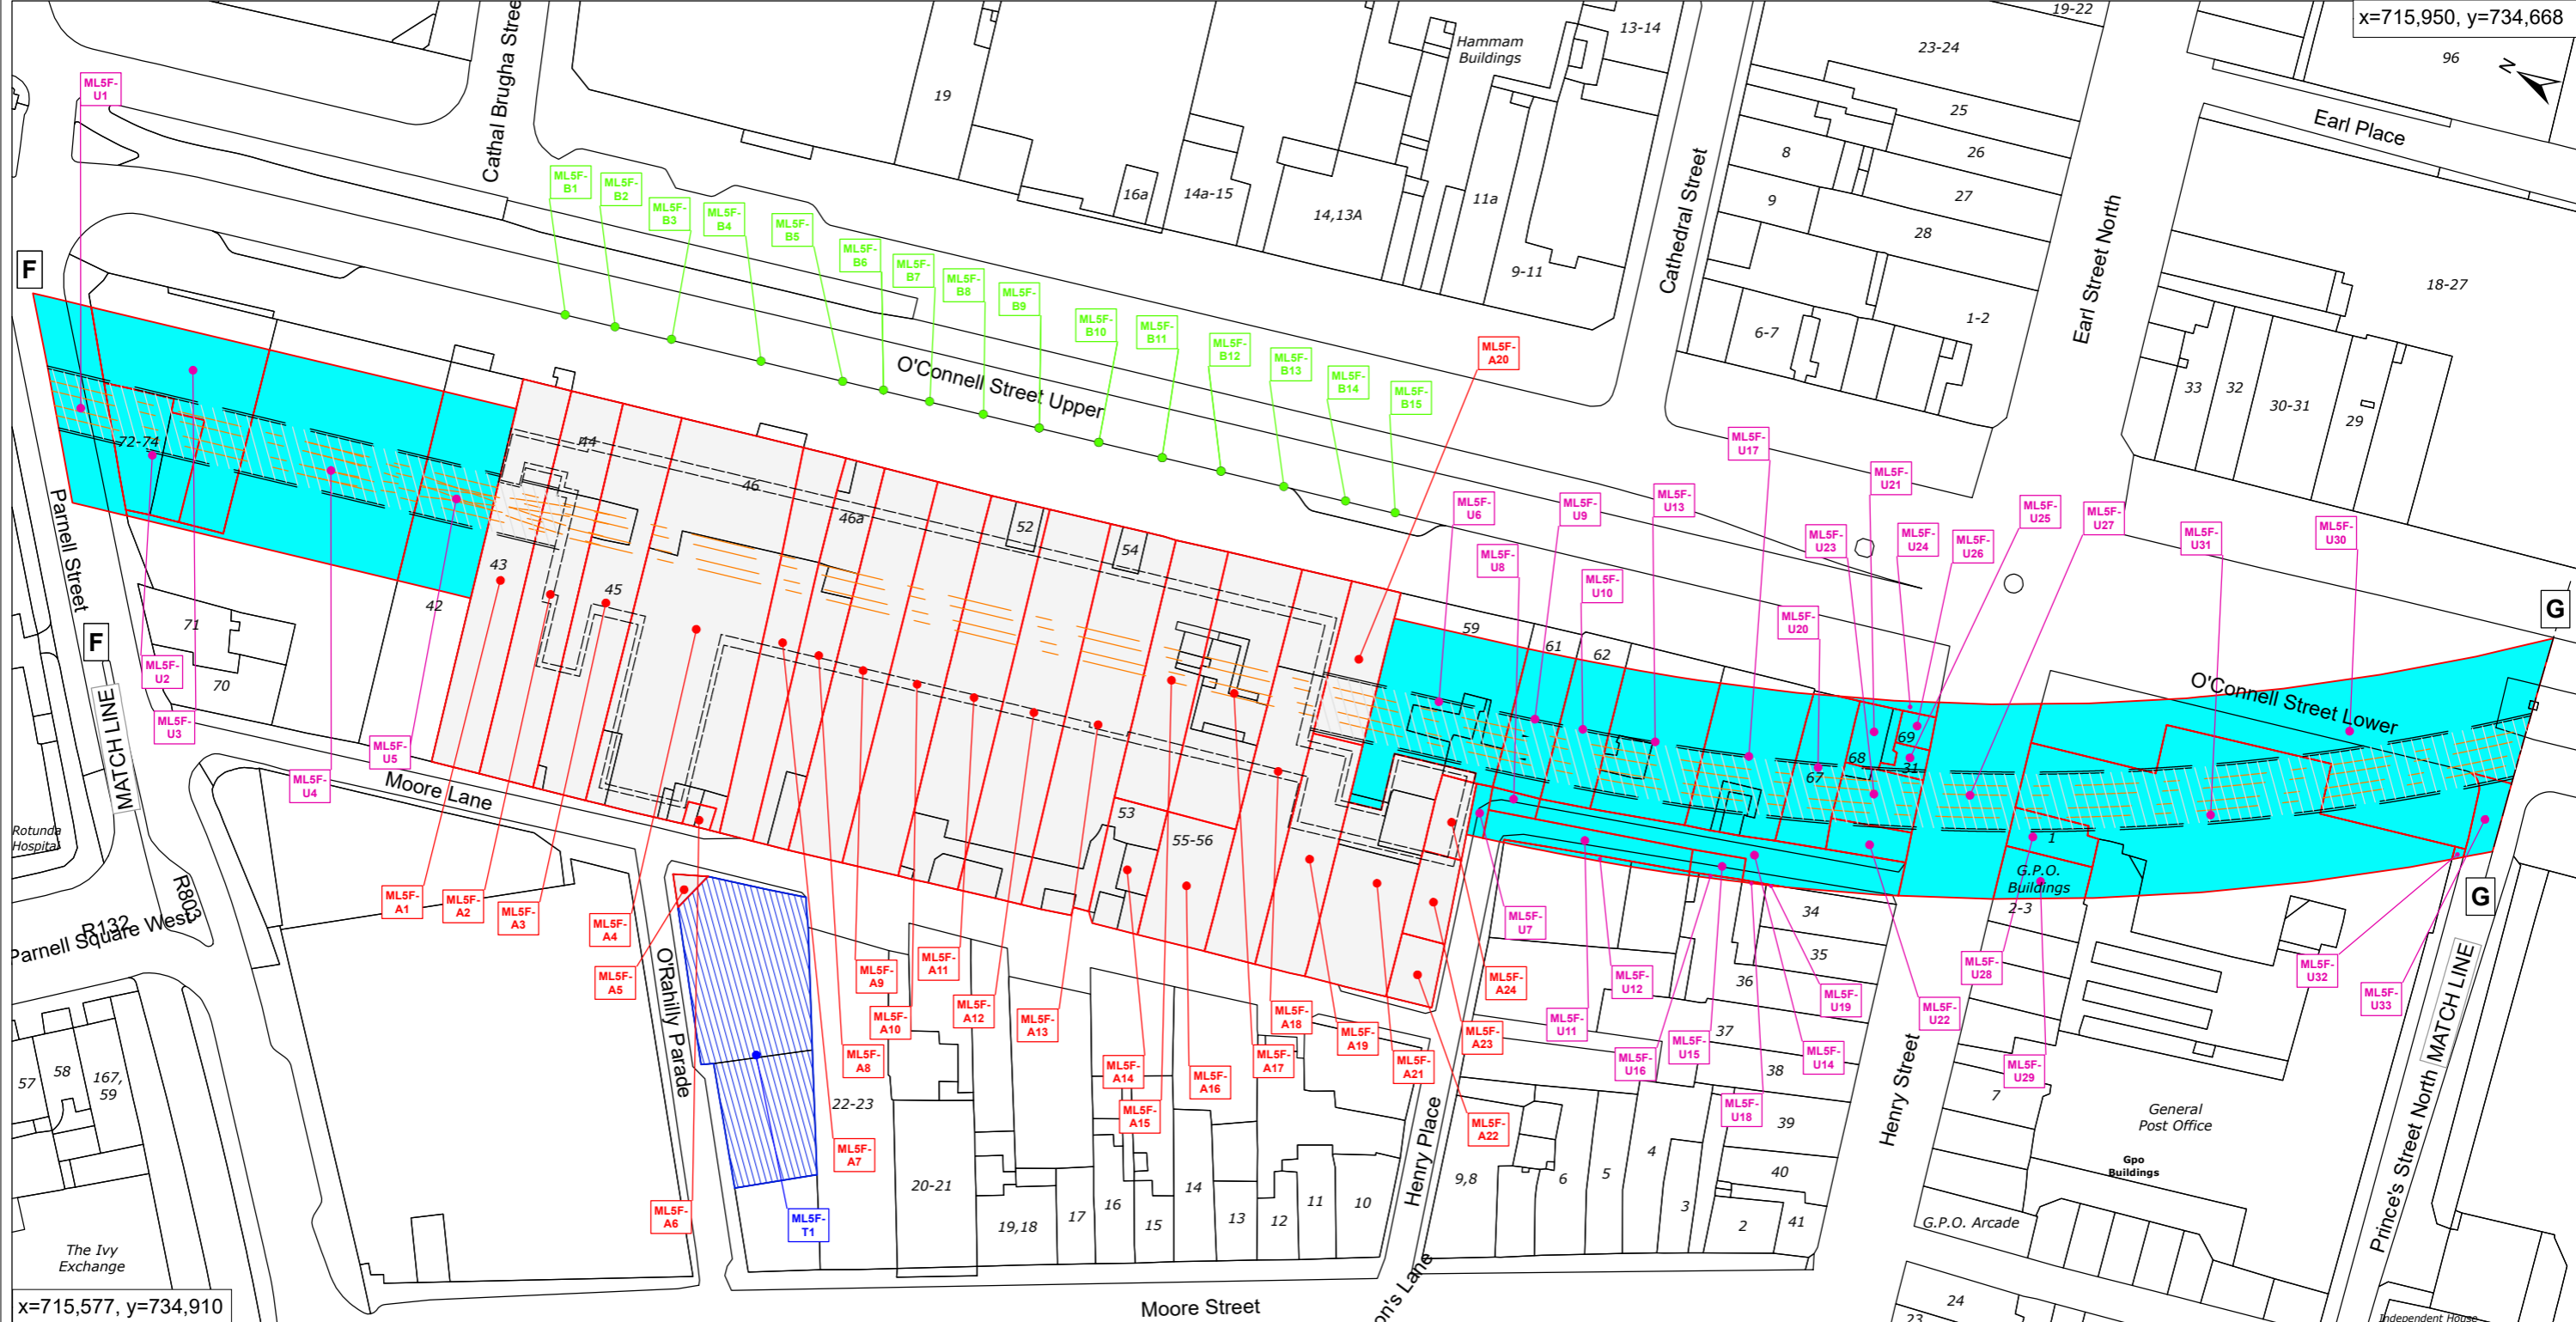 x=715,950, y=734,668
N
19-22
13-14
23-24
96
Hammam
Buildings
Cathal Brugha Stree
19
25
Earl Place
8
26
27
9
28
16a
14a-15
14,13A
11a
9-11
Cathedral Street
Earl Street North
1-2
6-7
18-27
33
32
30-31
29
ML5F-
U1
ML5F-
B1
ML5F-
B2
ML5F-
B3
ML5F-
B4
ML5F-
B5
ML5F-
B6
ML5F-
B7
ML5F-
B8
ML5F-
B9
ML5F-
B10
ML5F-
B11
ML5F-
B12
ML5F-
B13
ML5F-
B14
ML5F-
B15
ML5F-
A20
F
O'Connell Street Upper
ML5F-
U17
ML5F-
U21
ML5F-
U6
ML5F-
U9
ML5F-
U13
ML5F-
U25
ML5F-
U27
ML5F-
U8
ML5F-
U10
ML5F-
U23
ML5F-
U24
ML5F-
U26
ML5F-
U31
ML5F-
U30
ML5F-
U20
G
72-74
44
46
46a
52
54
43
45
42
59
61
62
67
68
69
31
O'Connell Street Lower
Parnell Street
F
MATCH LINE
71
70
ML5F-
U2
ML5F-
U3
ML5F-
U4
ML5F-
U5
Moore Lane
53
55-56
1
G.P.O.
Buildings
2-3
G
Rotunda
Hospital
R803
R132
Parnell Square West
ML5F-
A1
ML5F-
A2
ML5F-
A3
ML5F-
A4
ML5F-
A5
ML5F-
A6
O'Rahilly Parade
ML5F-
T1
ML5F-
A7
ML5F-
A8
ML5F-
A9
ML5F-
A10
ML5F-
A11
ML5F-
A12
ML5F-
A13
ML5F-
A14
ML5F-
A15
ML5F-
A16
ML5F-
A17
ML5F-
A18
ML5F-
A19
ML5F-
A21
ML5F-
A22
ML5F-
A23
ML5F-
A24
ML5F-
U7
ML5F-
U11
ML5F-
U12
ML5F-
U16
ML5F-
U15
ML5F-
U18
ML5F-
U14
ML5F-
U19
ML5F-
U22
ML5F-
U28
ML5F-
U29
ML5F-
U32
ML5F-
U33
34
35
36
37
38
39
40
41
Henry Street
MATCH LINE
Prince's Street North
7
General
Post Office
Gpo
Buildings
G.P.O. Arcade
57
58
167,
59
The Ivy
Exchange
22-23
20-21
19,18
17
16
15
14
13
12
11
10
Henry Place
9,8
6
5
4
3
2
24
23
Independent House
on's Lane
Moore Street
x=715,577, y=734,910